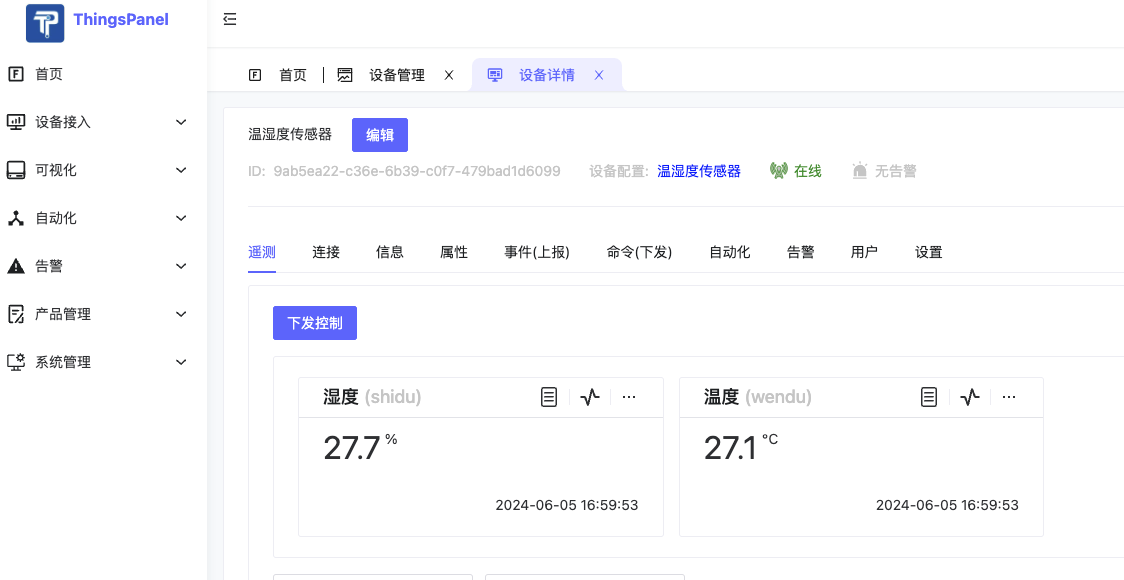 ThingsPanel
首页
设备接入
可视化
自动化
告警
产品管理
系统管理
首页 设备管理 设备详情
温湿度传感器 编辑
ID: 9ab5ea22-c36e-6b39-c0f7-479bad1d6099 设备配置: 温湿度传感器 在线 无告警
遥测 连接 信息 属性 事件(上报) 命令(下发) 自动化 告警 用户 设置
下发控制
湿度 (shidu)
27.7 %
2024-06-05 16:59:53
温度 (wendu)
27.1 °C
2024-06-05 16:59:53